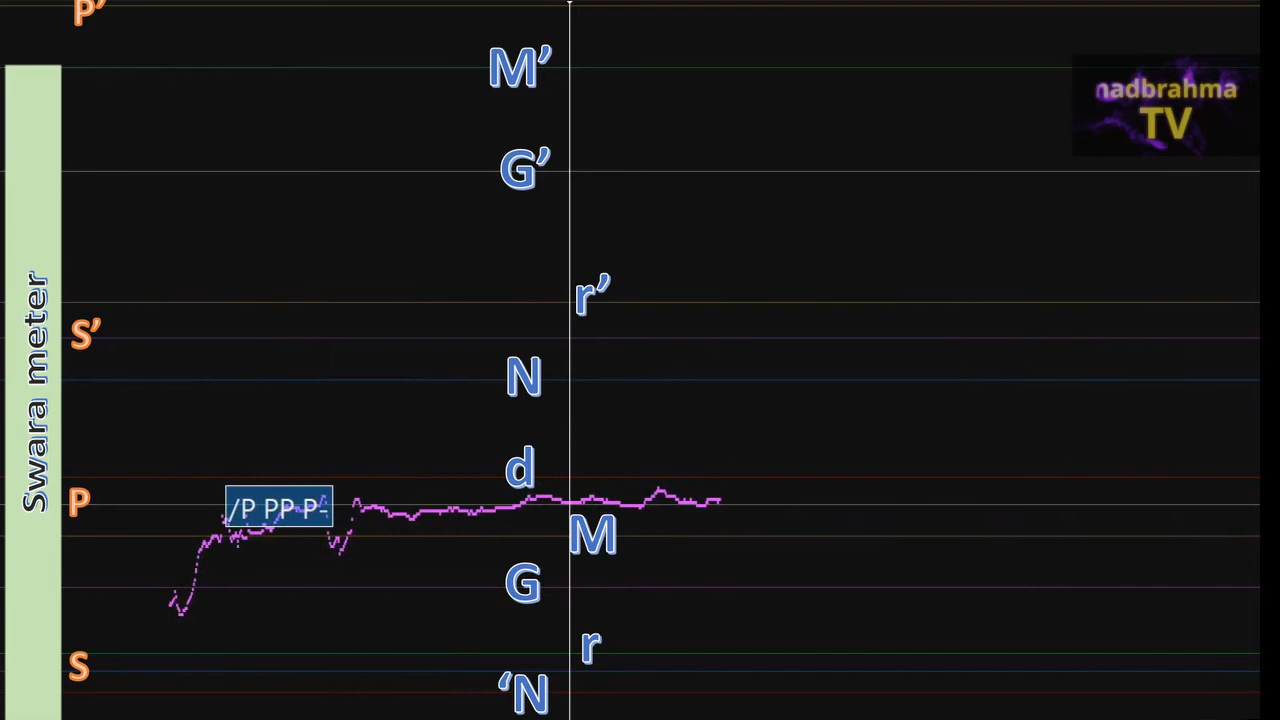 P’
M’
nadbrahma
TV
G’
r’
Swara meter
S’
N
d
P
/P PP P-
M
G
r
S
‘N